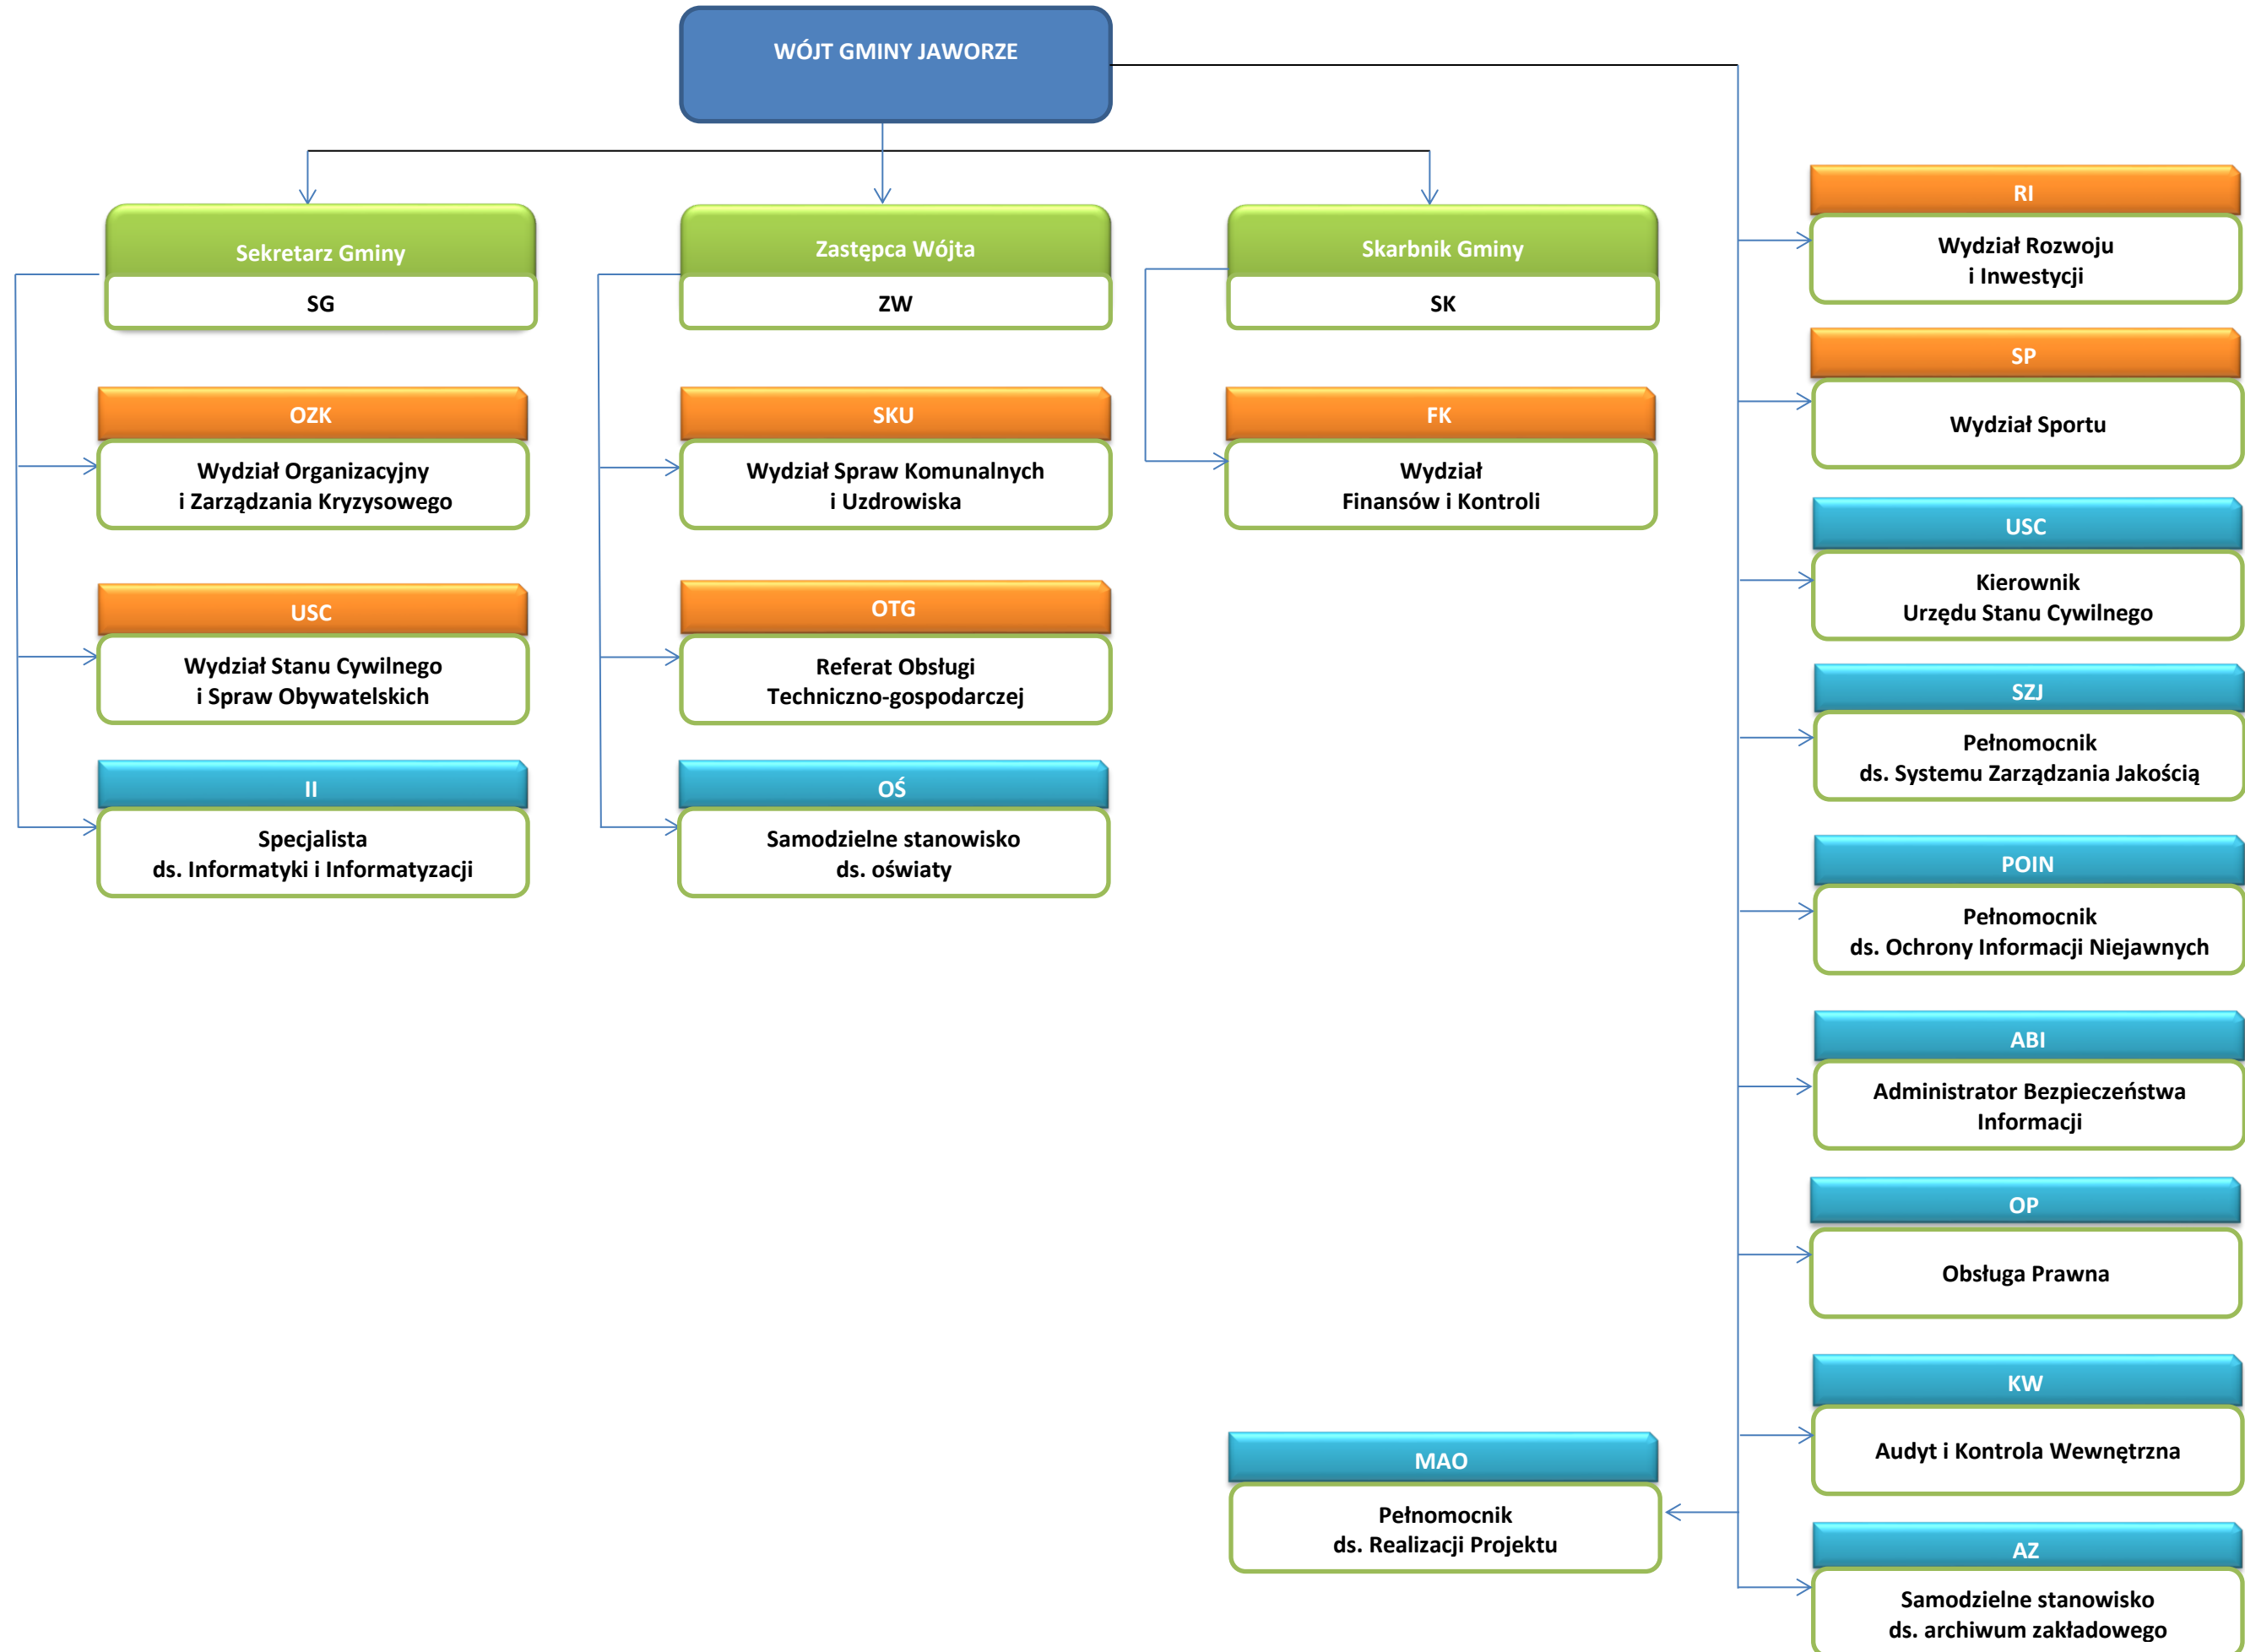 WÓJT GMINY JAWORZE
Sekretarz Gminy
SG
OZK
Wydział Organizacyjny
i Zarządzania Kryzysowego
USC
Wydział Stanu Cywilnego
i Spraw Obywatelskich
II
Specjalista
ds. Informatyki i Informatyzacji
Zastępca Wójta
ZW
SKU
Wydział Spraw Komunalnych
i Uzdrowiska
OTG
Referat Obsługi
Techniczno-gospodarczej
OŚ
Samodzielne stanowisko
ds. oświaty
Skarbnik Gminy
SK
FK
Wydział
Finansów i Kontroli
RI
Wydział Rozwoju
i Inwestycji
SP
Wydział Sportu
USC
Kierownik
Urzędu Stanu Cywilnego
SZJ
Pełnomocnik
ds. Systemu Zarządzania Jakością
POIN
Pełnomocnik
ds. Ochrony Informacji Niejawnych
ABI
Administrator Bezpieczeństwa
Informacji
OP
Obsługa Prawna
KW
Audyt i Kontrola Wewnętrzna
MAO
Pełnomocnik
ds. Realizacji Projektu
AZ
Samodzielne stanowisko
ds. archiwum zakładowego